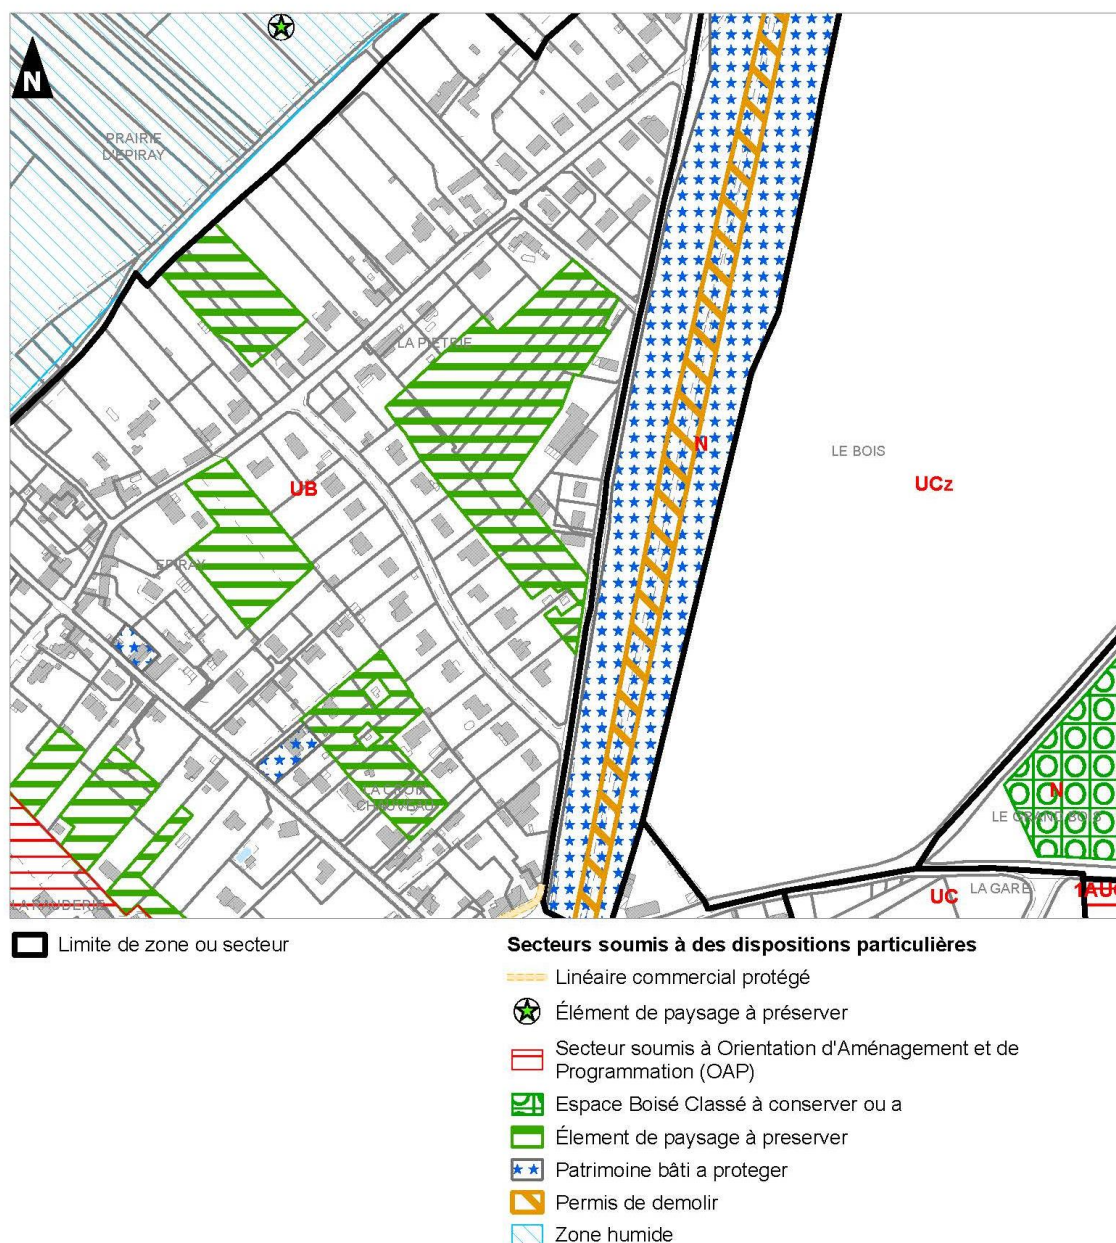 N
PRAIRIE
D'EPIRAY
LA PIETRIE
N
LE BOIS
UCz
UB
EPIRAY
LA CROIX
CHAUVEAU
N
LE GRAND BOIS
LA GARE
UC
1AU
Limite de zone ou secteur
Secteurs soumis à des dispositions particulières
Linéaire commercial protégé
Élément de paysage à préserver
Secteur soumis à Orientation d'Aménagement et de
Programmation (OAP)
Espace Boisé Classé à conserver ou a
Élement de paysage à preserver
Patrimoine bâti a proteger
Permis de demolir
Zone humide